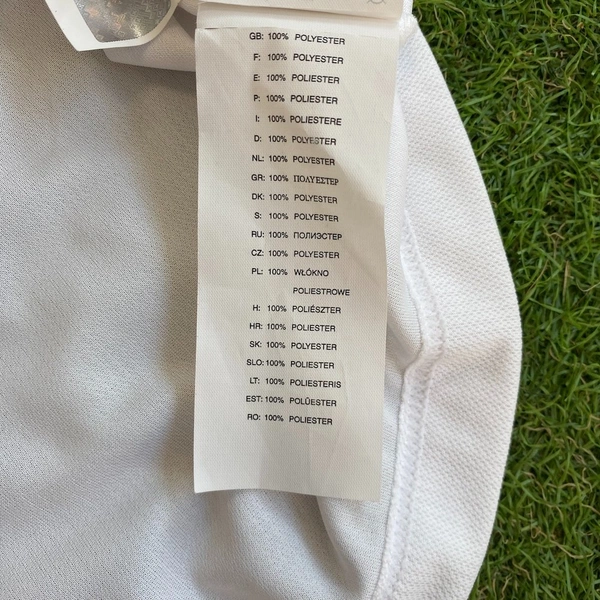 GB: 100% POLYESTER
F: 100% POLYESTER
E: 100% POLIESTER
P: 100% POLIESTER
I: 100% POLIESTERE
D: 100% POLYESTER
NL: 100% POLYESTER
GR: 100% ΠΟΛΥΕΣΤΕΡ
DK: 100% POLYESTER
S: 100% POLYESTER
RU: 100% ПОЛИЭСТЕР
CZ: 100% POLYESTER
PL: 100% WŁÓKNO
POLIESTROWE
H: 100% POLIÉSZTER
HR: 100% POLIESTER
SK: 100% POLYESTER
SLO: 100% POLIESTER
LT: 100% POLIESTERIS
EST: 100% POLÜESTER
RO: 100% POLIESTER